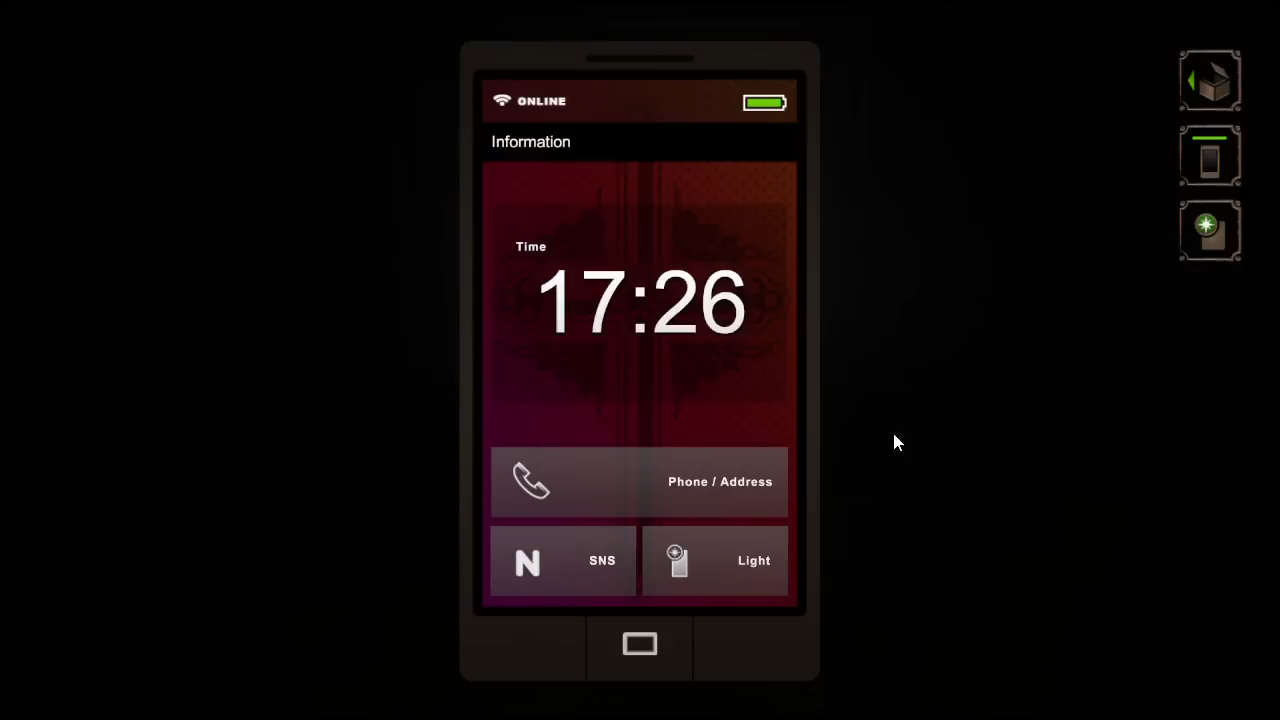 ONLINE
Information
Time
17:26
Phone / Address
N SNS
Light